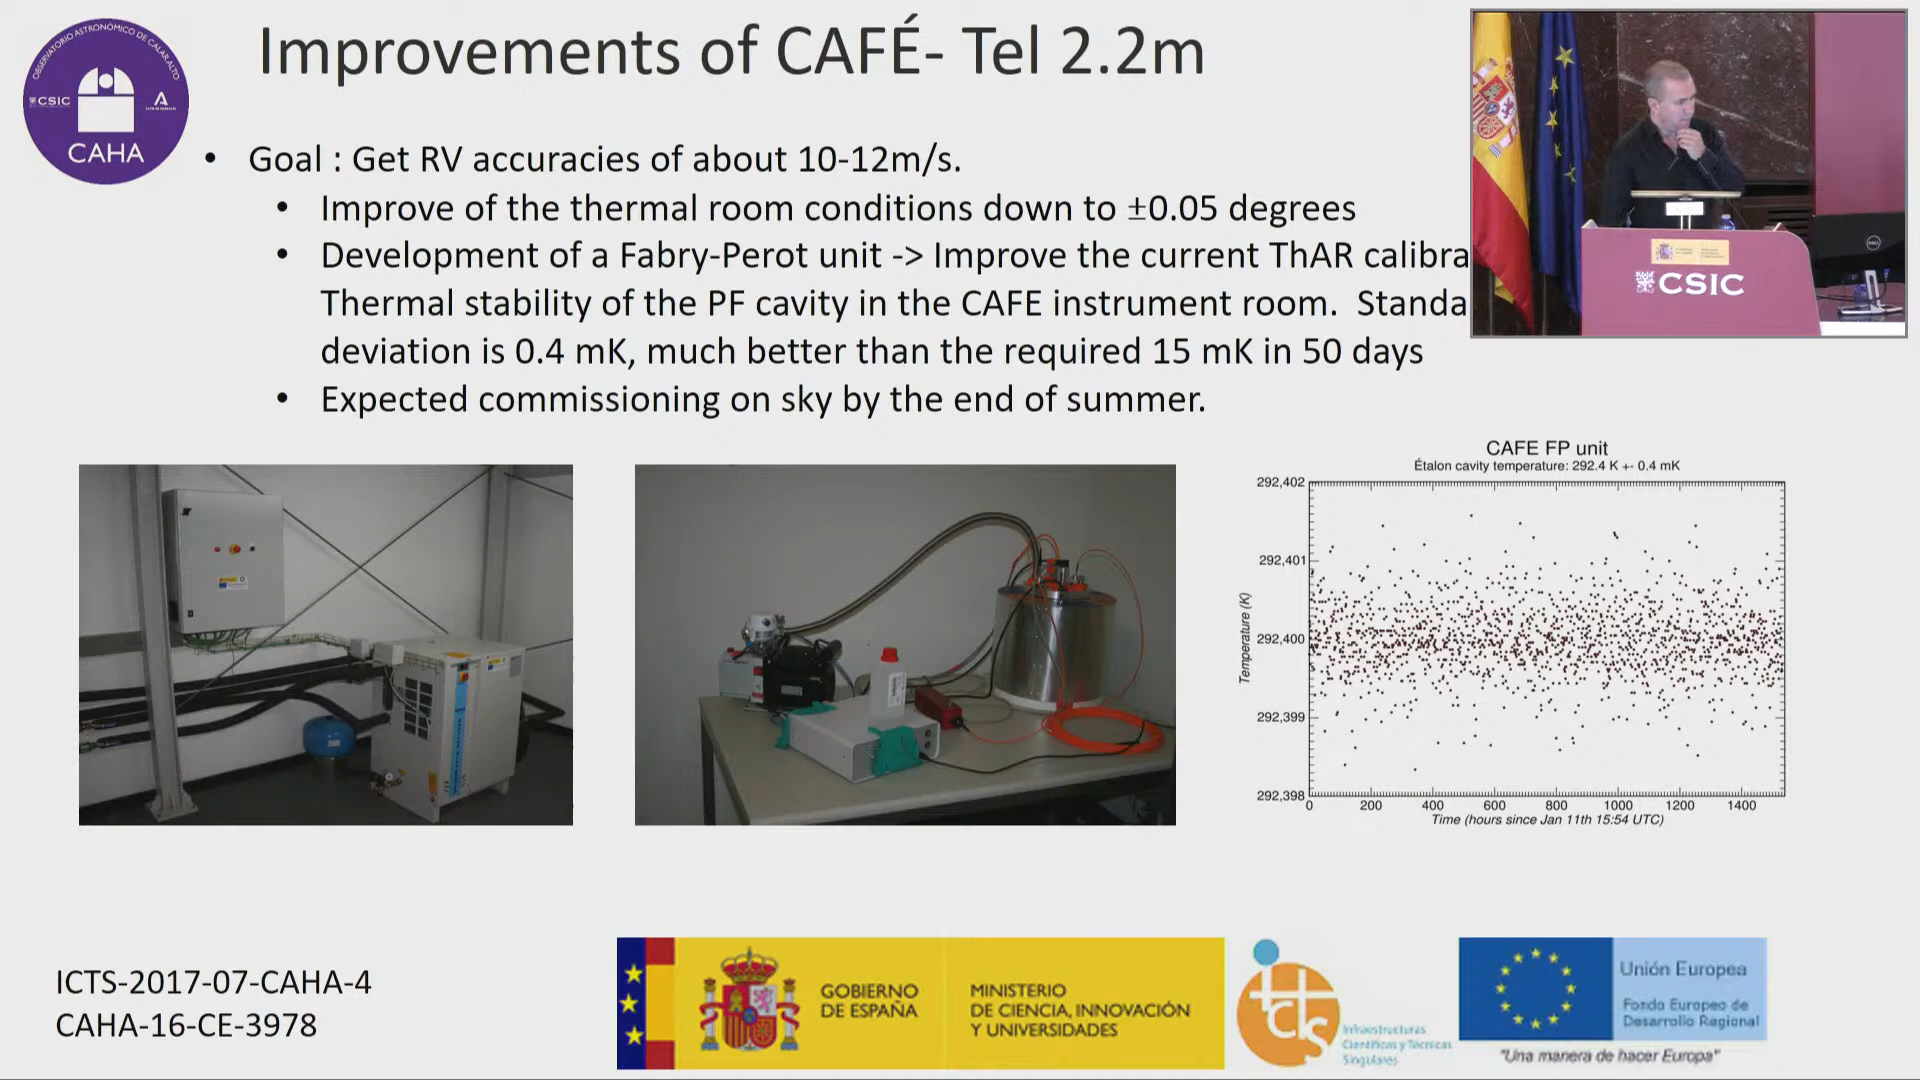 Improvements of CAFÉ- Tel 2.2m
OBSERVATORIO ASTRONÓMICO DE CALAR ALTO
CSIC
CAHA
• Goal : Get RV accuracies of about 10-12m/s.
• Improve of the thermal room conditions down to ±0.05 degrees
• Development of a Fabry-Perot unit -> Improve the current ThAR calibra
Thermal stability of the PF cavity in the CAFE instrument room. Standa
deviation is 0.4 mK, much better than the required 15 mK in 50 days
• Expected commissioning on sky by the end of summer.
CSIC
DELL
CAFE FP unit
Étalon cavity temperature: 292.4 K +- 0.4 mK
292,402
292,401
292,400
292,399
292,398
Temperature (K)
0 200 400 600 800 1000 1200 1400
Time (hours since Jan 11th 15:54 UTC)
ICTS-2017-07-CAHA-4
CAHA-16-CE-3978
GOBIERNO
DE ESPAÑA
MINISTERIO
DE CIENCIA, INNOVACIÓN
Y UNIVERSIDADES
icts
Infraestructuras
Científicas y Técnicas
Singulares
Unión Europea
Fondo Europeo de
Desarrollo Regional
"Una manera de hacer Europa"